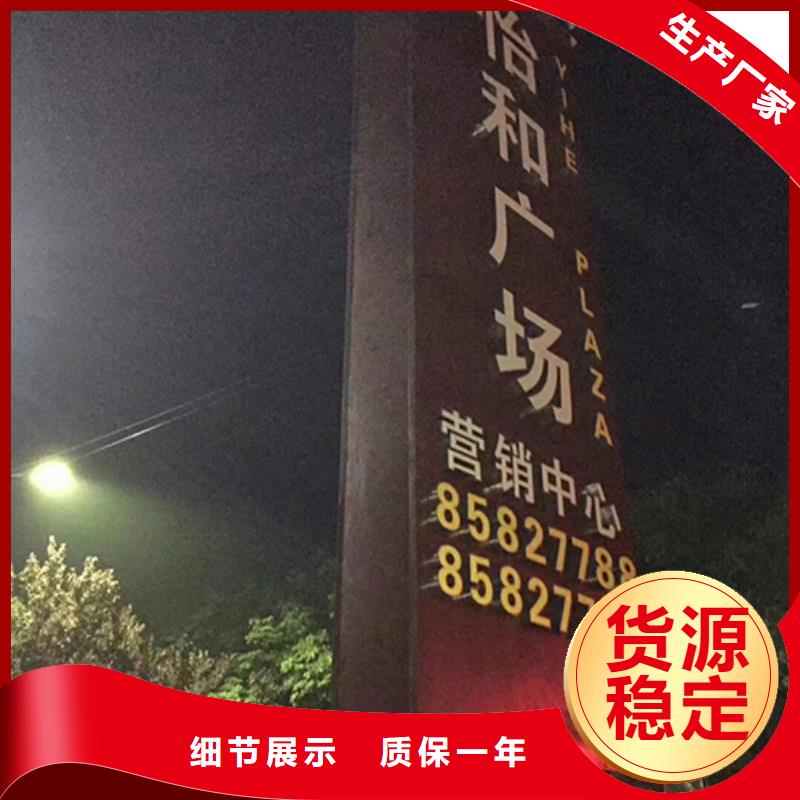 生产厂家
怡和广场
YIHE PLAZA
营销中心
85827788
858277
货源
稳定
细节展示 质保一年